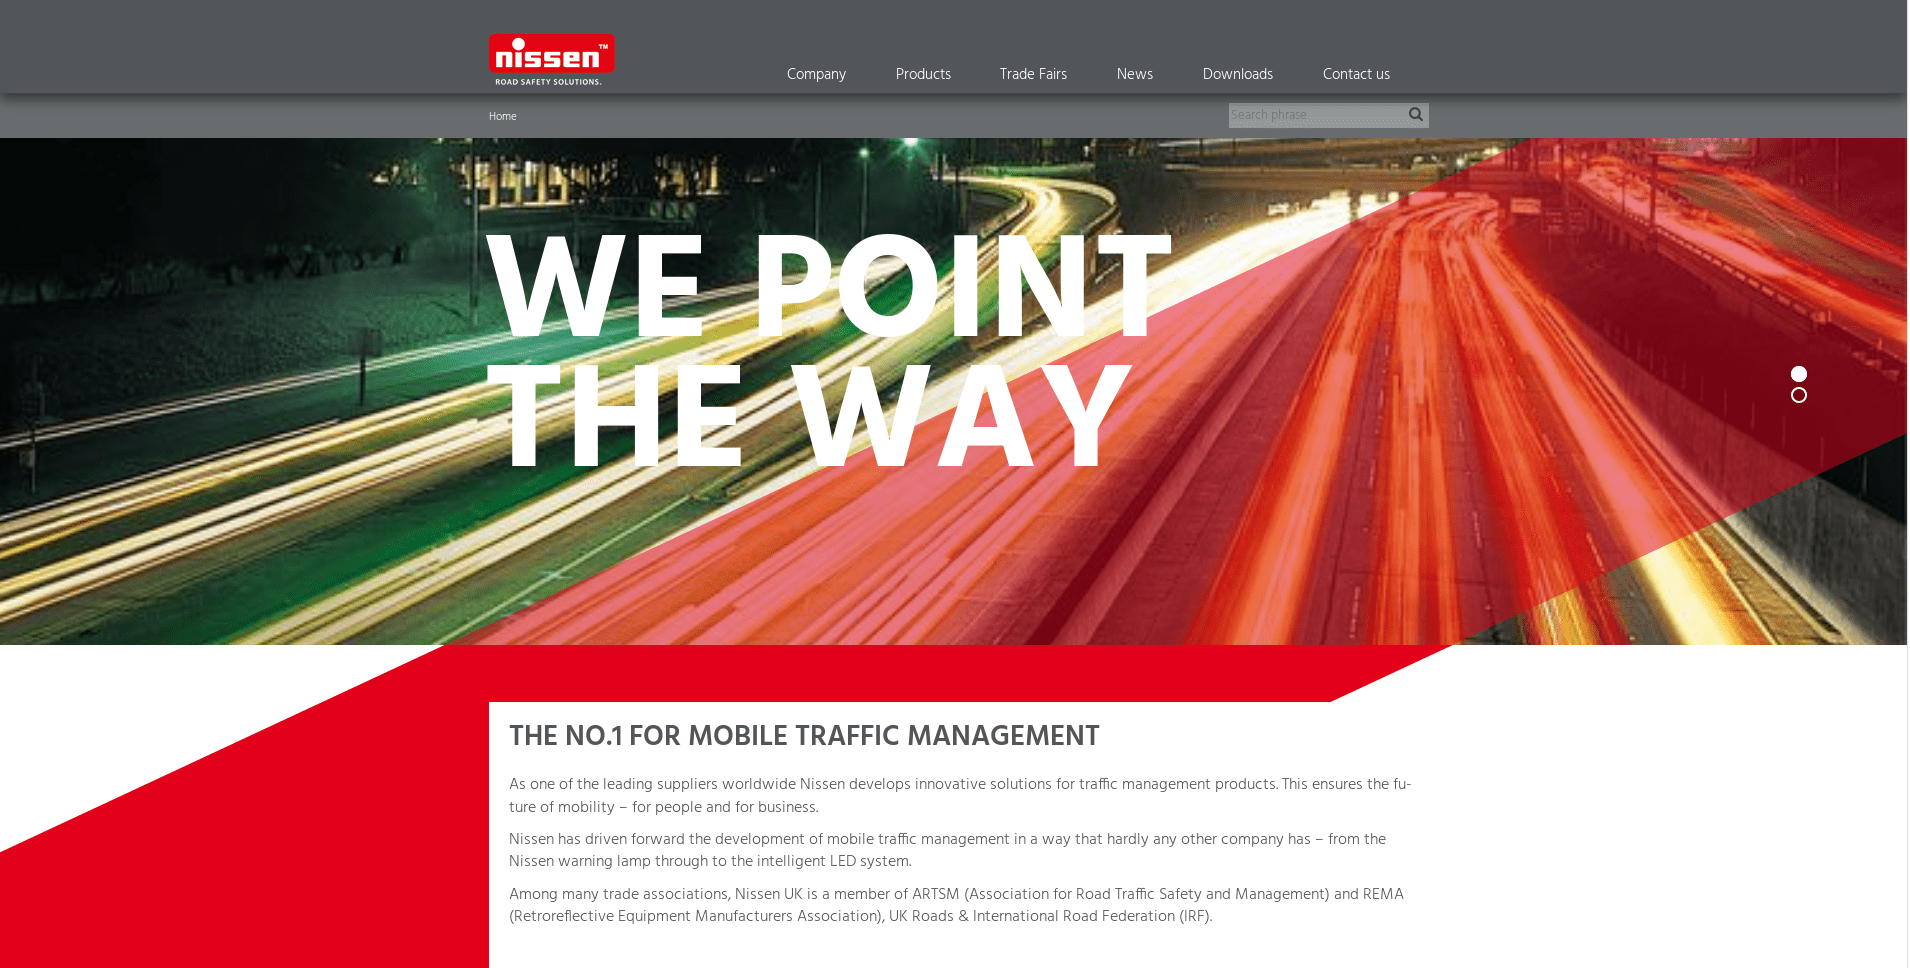 nissen™
ROAD SAFETY SOLUTIONS.
Company Products Trade Fairs News Downloads Contact us
Home
Search phrase
WE POINT
THE WAY
THE NO.1 FOR MOBILE TRAFFIC MANAGEMENT
As one of the leading suppliers worldwide Nissen develops innovative solutions for traffic management products. This ensures the fu-
ture of mobility – for people and for business.
Nissen has driven forward the development of mobile traffic management in a way that hardly any other company has – from the
Nissen warning lamp through to the intelligent LED system.
Among many trade associations, Nissen UK is a member of ARTSM (Association for Road Traffic Safety and Management) and REMA
(Retroreflective Equipment Manufacturers Association), UK Roads & International Road Federation (IRF).